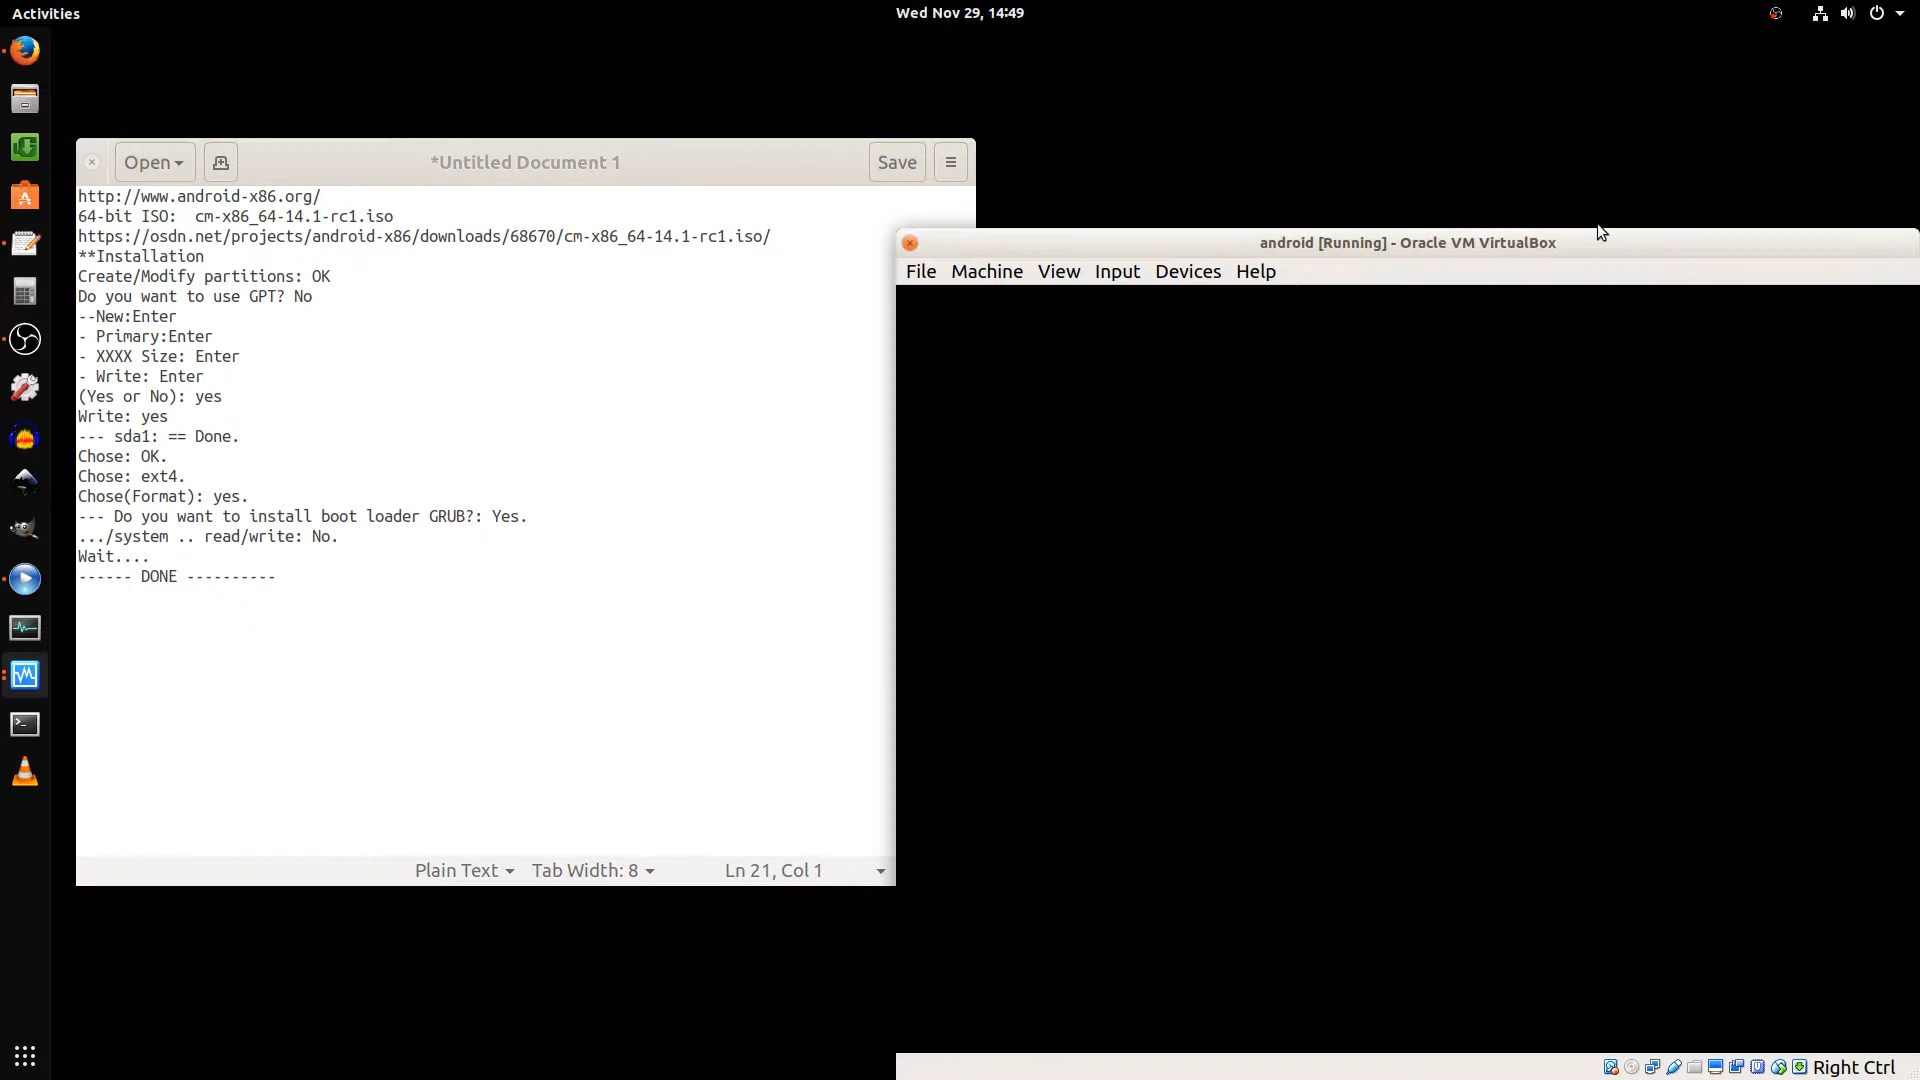 Activities
Wed Nov 29, 14:49
Open
*Untitled Document 1
Save
http://www.android-x86.org/
64-bit ISO:  cm-x86_64-14.1-rc1.iso
https://osdn.net/projects/android-x86/downloads/68670/cm-x86_64-14.1-rc1.iso/
**Installation
Create/Modify partitions: OK
Do you want to use GPT? No
--New:Enter
- Primary:Enter
- XXXX Size: Enter
- Write: Enter
(Yes or No): yes
Write: yes
--- sda1: == Done.
Chose: OK.
Chose: ext4.
Chose(Format): yes.
--- Do you want to install boot loader GRUB?: Yes.
.../system .. read/write: No.
Wait....
------ DONE ----------
Plain Text
Tab Width: 8
Ln 21, Col 1
android [Running] - Oracle VM VirtualBox
File Machine View Input Devices Help
Right Ctrl